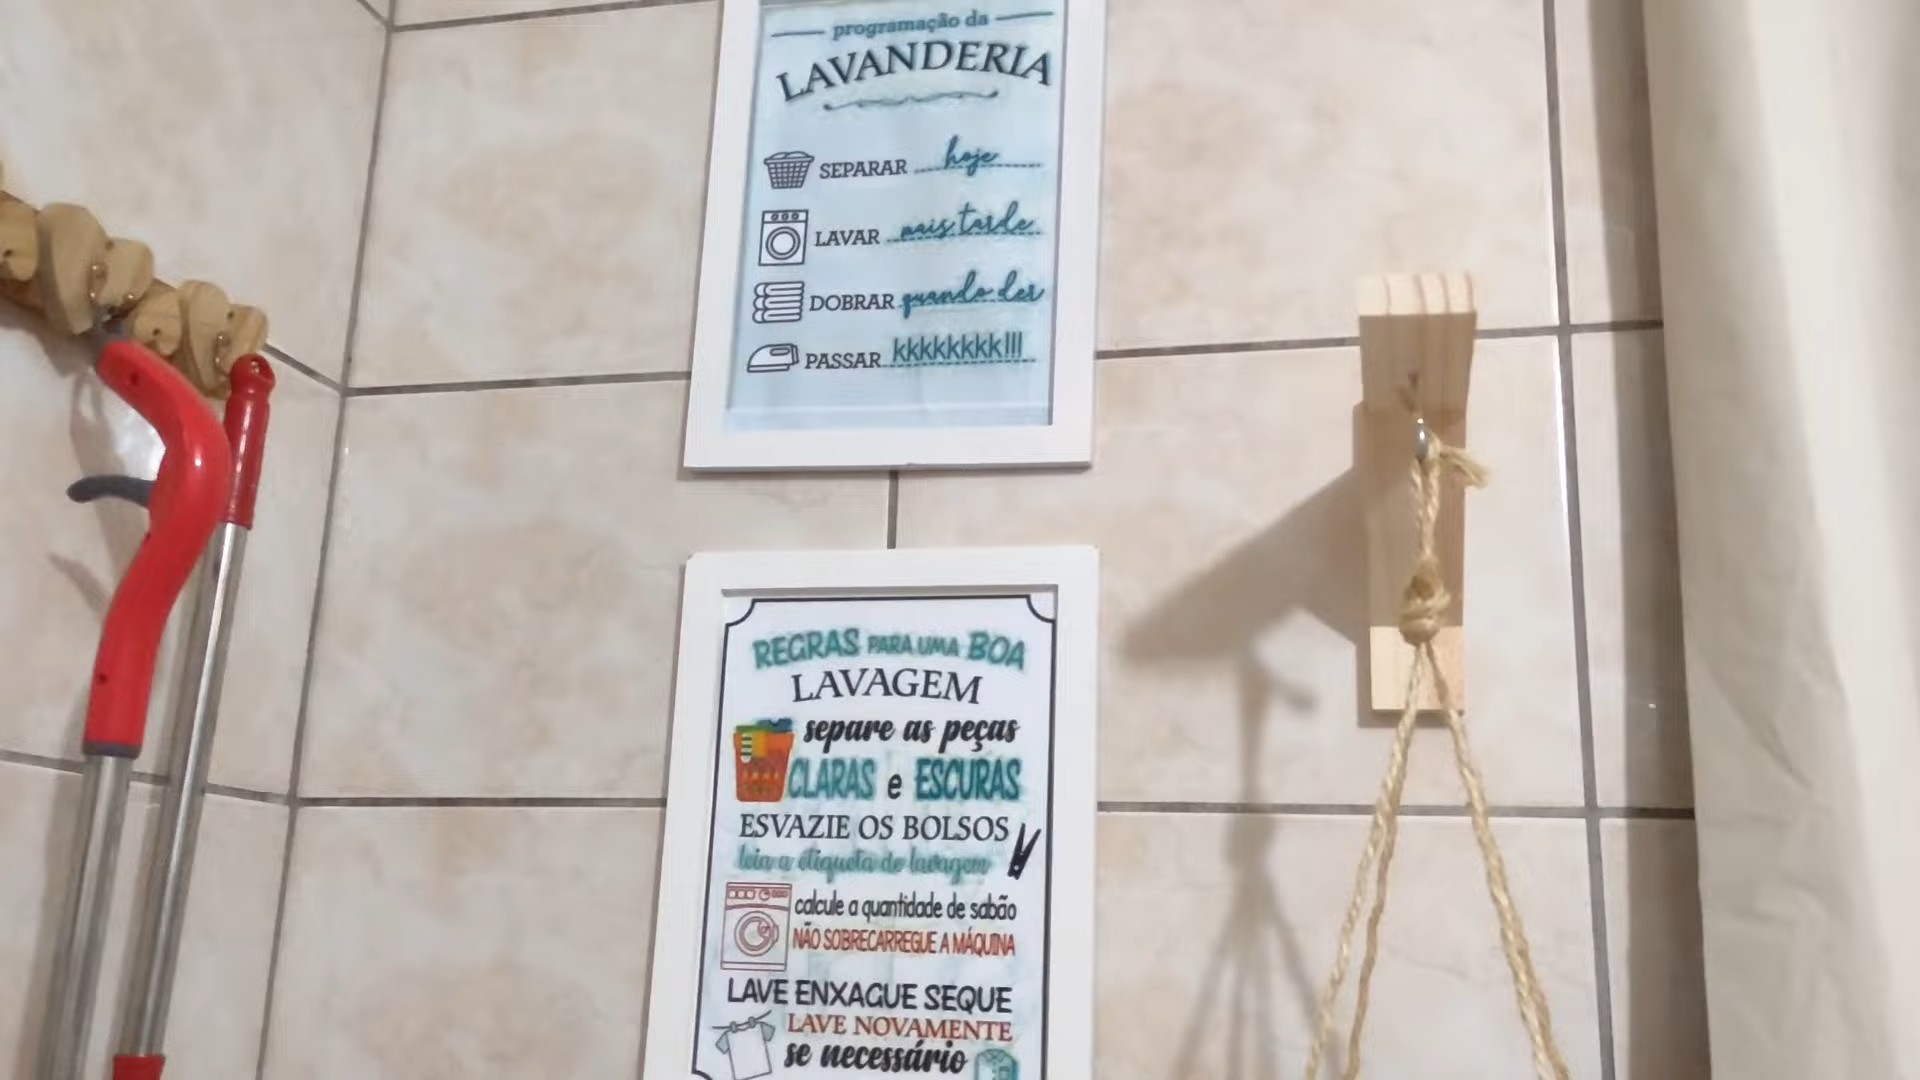 programação da
LAVANDERIA
SEPARAR hoje
LAVAR mais tarde
DOBRAR quando der
PASSAR kkkkkkkk!!!
REGRAS PARA UMA BOA
LAVAGEM
separe as peças
CLARAS e ESCURAS
ESVAZIE OS BOLSOS
leia a etiqueta de lavagem
calcule a quantidade de sabão
NÃO SOBRECARREGUE A MÁQUINA
LAVE ENXAGUE SEQUE
LAVE NOVAMENTE
se necessário